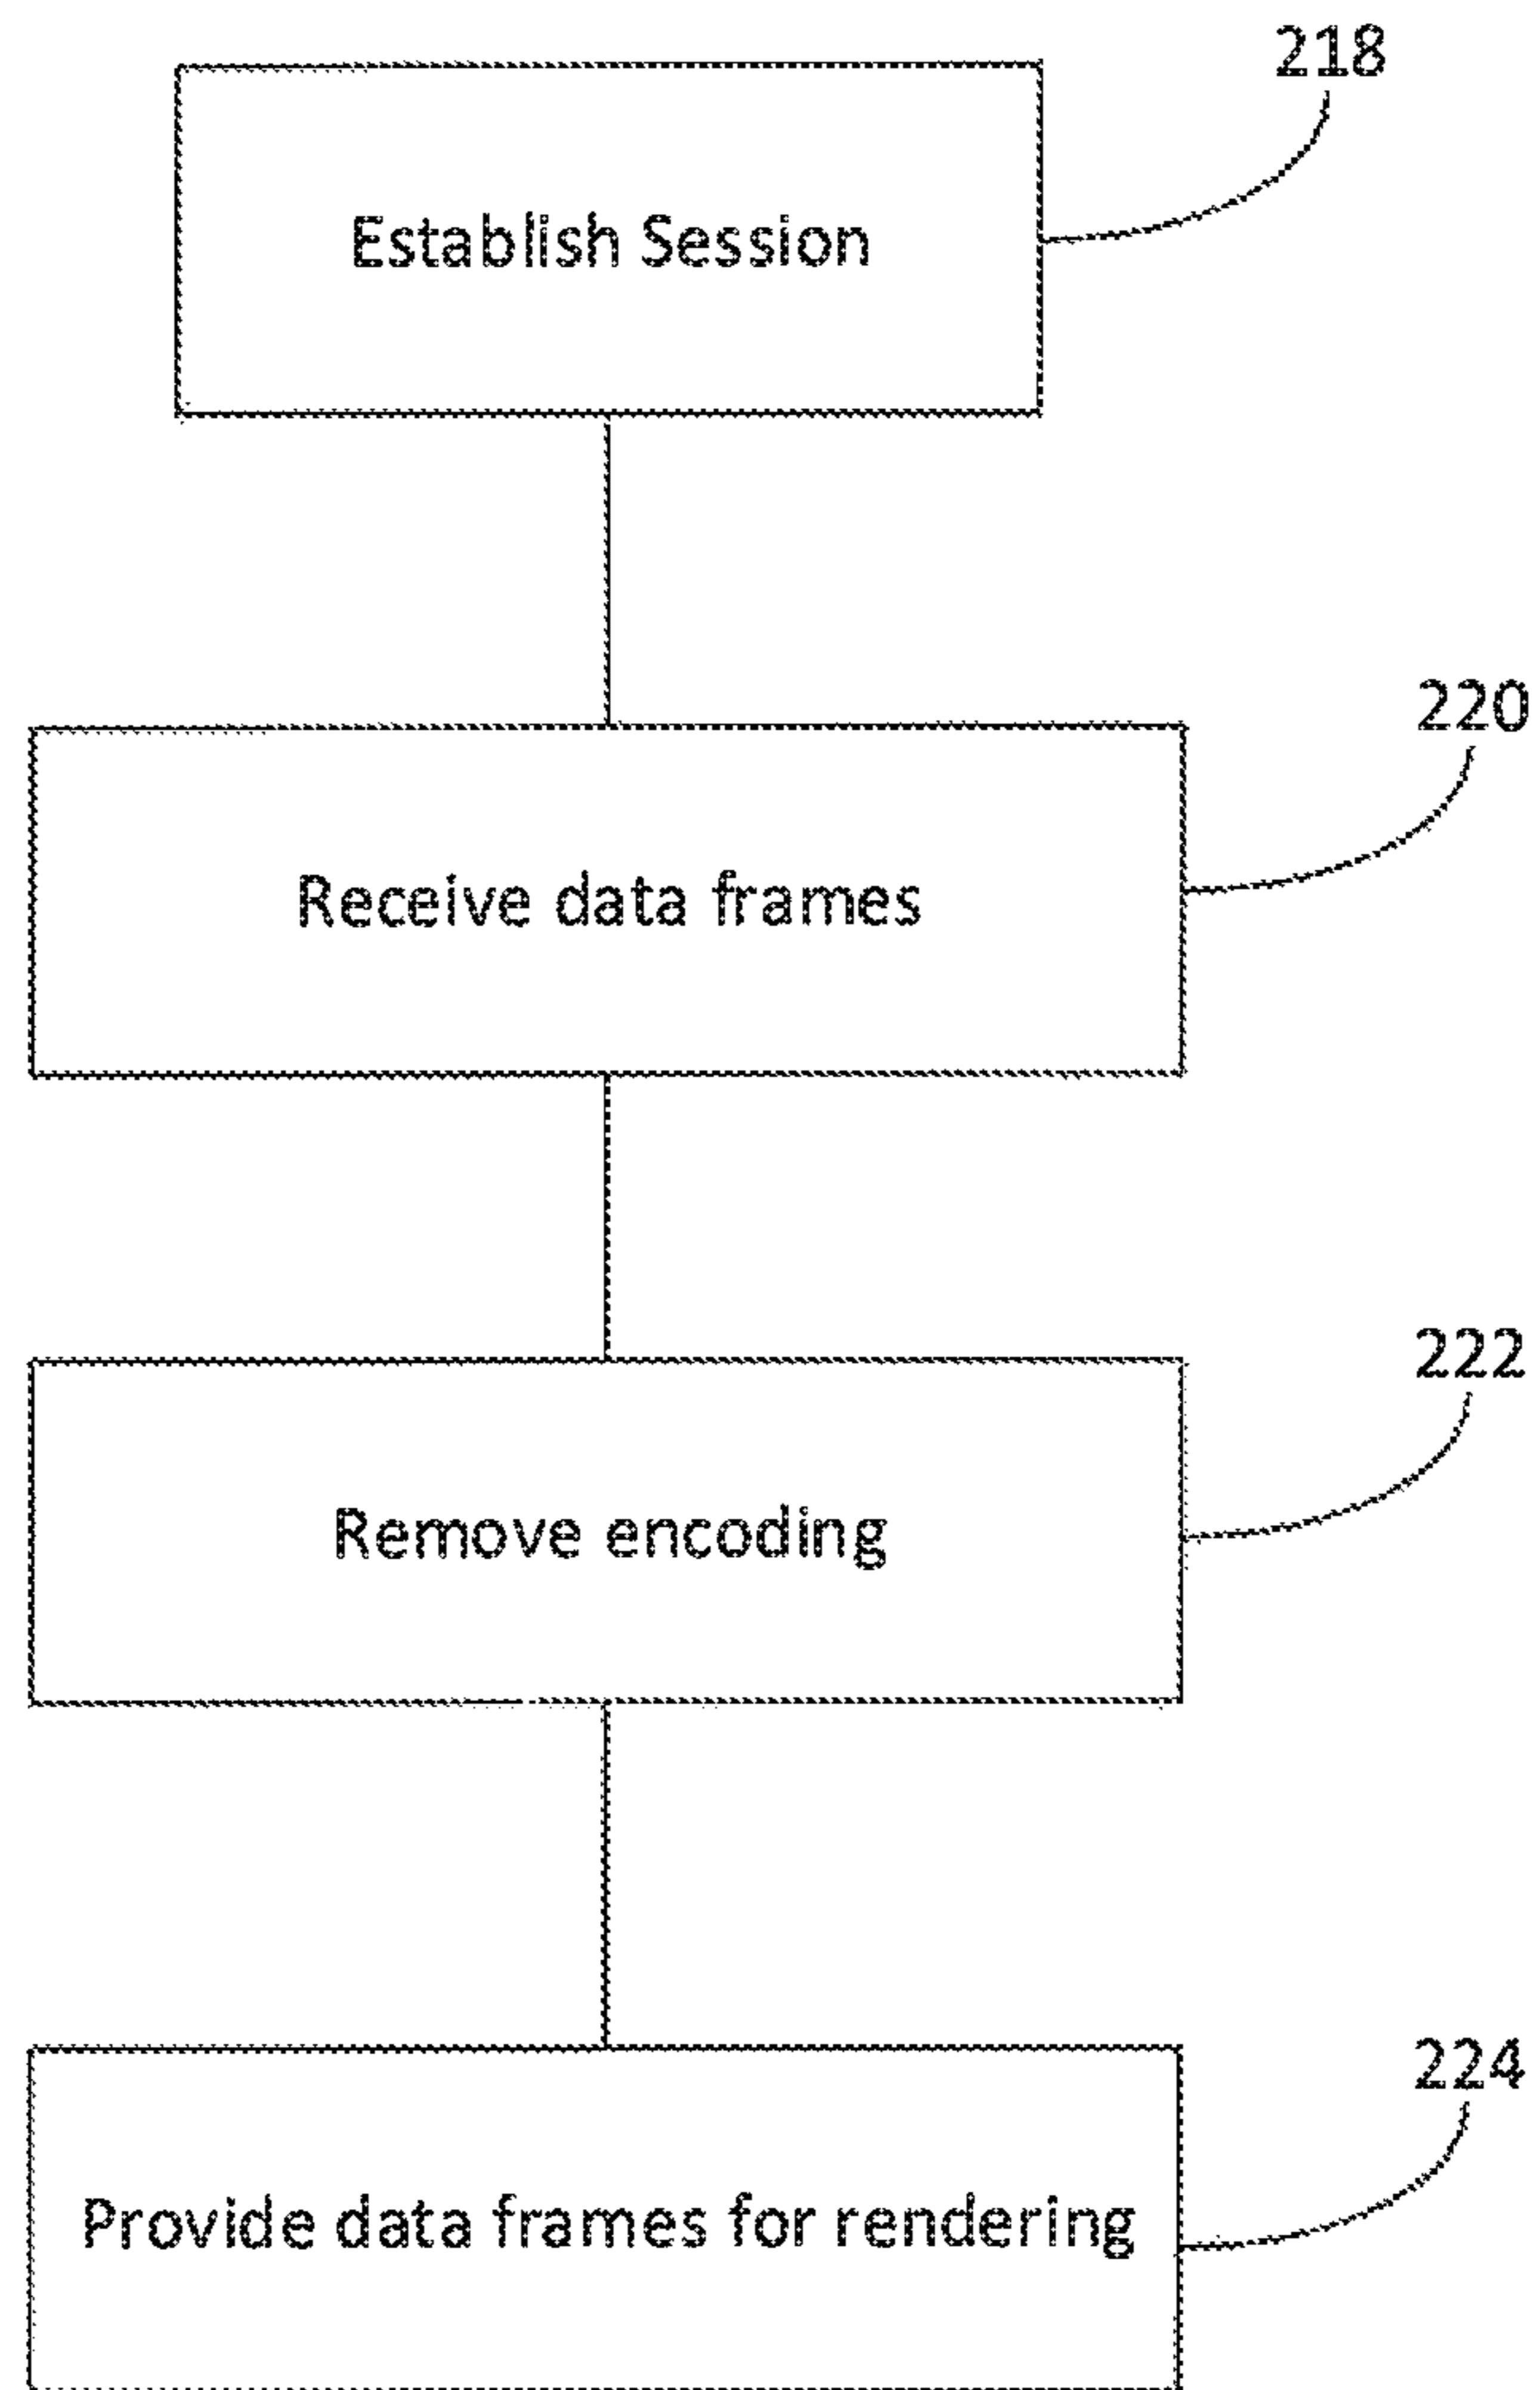 218
Establish Session
220
Receive data frames
222
Remove encoding
224
Provide data frames for rendering